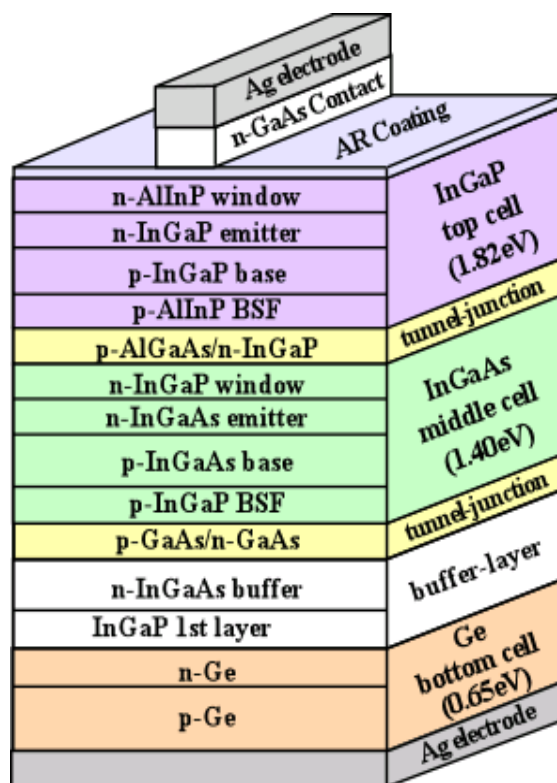 Ag electrode
n-GaAs Contact
AR Coating
n-AlInP window
n-InGaP emitter
p-InGaP base
p-AlInP BSF
InGaP
top cell
(1.82eV)
p-AlGaAs/n-InGaP
tunnel-junction
n-InGaP window
n-InGaAs emitter
p-InGaAs base
p-InGaP BSF
InGaAs
middle cell
(1.40eV)
p-GaAs/n-GaAs
tunnel-junction
n-InGaAs buffer
InGaP 1st layer
buffer-layer
n-Ge
p-Ge
Ge
bottom cell
(0.65eV)
Ag electrode